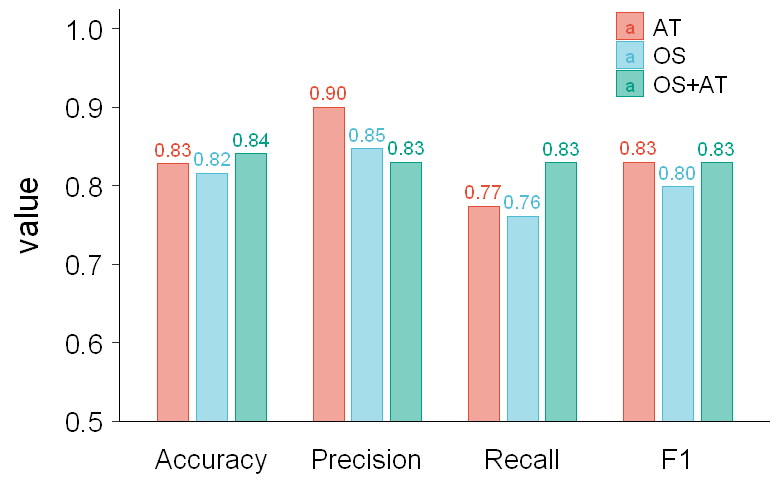 1.0
0.9
0.8
0.7
0.6
0.5
value
a AT
a OS
a OS+AT
0.83 0.82 0.84
0.90 0.85 0.83
0.77 0.76 0.83
0.83 0.80 0.83
Accuracy Precision Recall F1